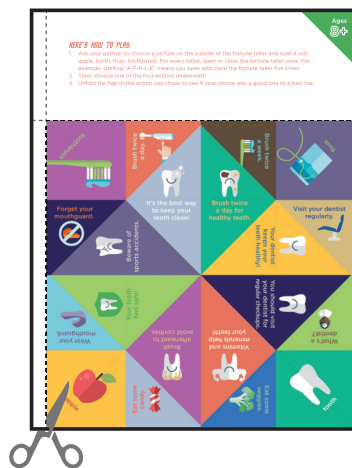 Ages
8+
HERE'S HOW TO PLAY:
1. Ask your partner to choose a picture on the outside of the fortune teller and spell it out:
apple, tooth, floss, toothbrush. For every letter, open or close the fortune teller once. For
example, spelling "A-P-P-L-E" means you open and close the fortune teller five times.
2. Then, choose one of the four actions underneath.
3. Unfold the flap of the action you chose to see if your choice was a good one or a bad one.
toothbrush
Brush twice
a day.
Brush twice
a week.
floss
It's the best way
to keep your
teeth clean!
Brush twice
a day for
healthy teeth.
Forget your
mouthguard.
Beware of
sports accidents.
Your dentist
keeps your
teeth healthy!
Visit your dentist
regularly.
Wear your
mouthguard.
Your teeth
feel safe!
Brush
afterward to
avoid cavities.
Vitamins and
minerals help
your teeth!
You should visit
your dentist for
regular checkups.
What's a
dentist?
apple
Eat some
candy.
Eat some
veggies.
tooth